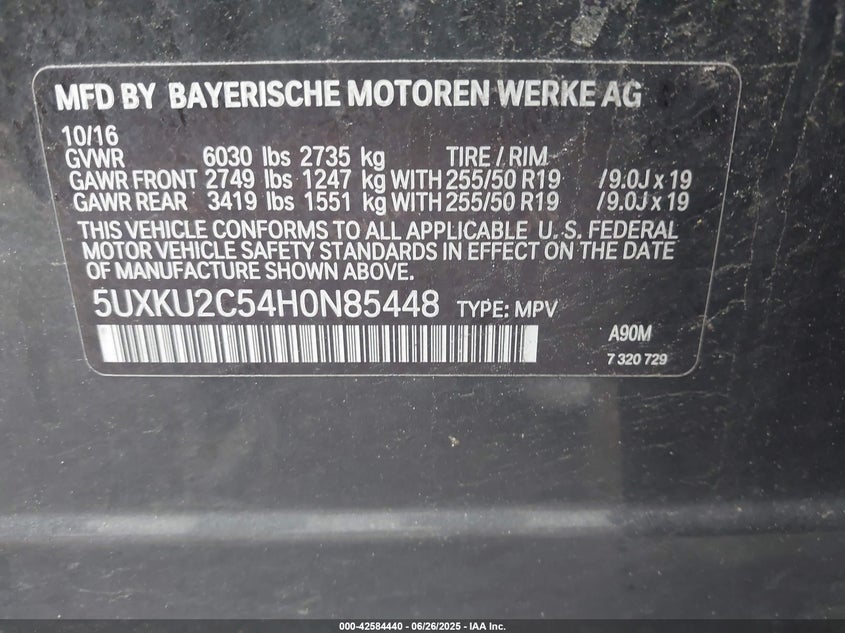 MFD BY BAYERISCHE MOTOREN WERKE AG
10/16
GVWR 6030 lbs 2735 kg TIRE / RIM
GAWR FRONT 2749 lbs 1247 kg WITH 255/50 R19 /9.0J x 19
GAWR REAR 3419 lbs 1551 kg WITH 255/50 R19 /9.0J x 19
THIS VEHICLE CONFORMS TO ALL APPLICABLE U. S. FEDERAL
MOTOR VEHICLE SAFETY STANDARDS IN EFFECT ON THE DATE
OF MANUFACTURE SHOWN ABOVE.
5UXKU2C54H0N85448 TYPE: MPV
A90M
7 320 729
000-42584440 - 06/26/2025 - IAA Inc.